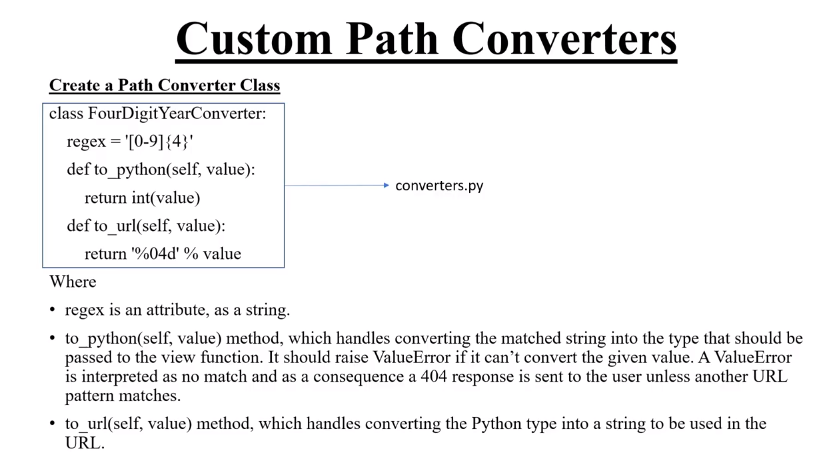 Custom Path Converters
Create a Path Converter Class
class FourDigitYearConverter:
regex = '[0-9]{4}'
def to_python(self, value):
return int(value)
def to_url(self, value):
return '%04d' % value
converters.py
Where
• regex is an attribute, as a string.
• to_python(self, value) method, which handles converting the matched string into the type that should be
passed to the view function. It should raise ValueError if it can’t convert the given value. A ValueError
is interpreted as no match and as a consequence a 404 response is sent to the user unless another URL
pattern matches.
• to_url(self, value) method, which handles converting the Python type into a string to be used in the
URL.